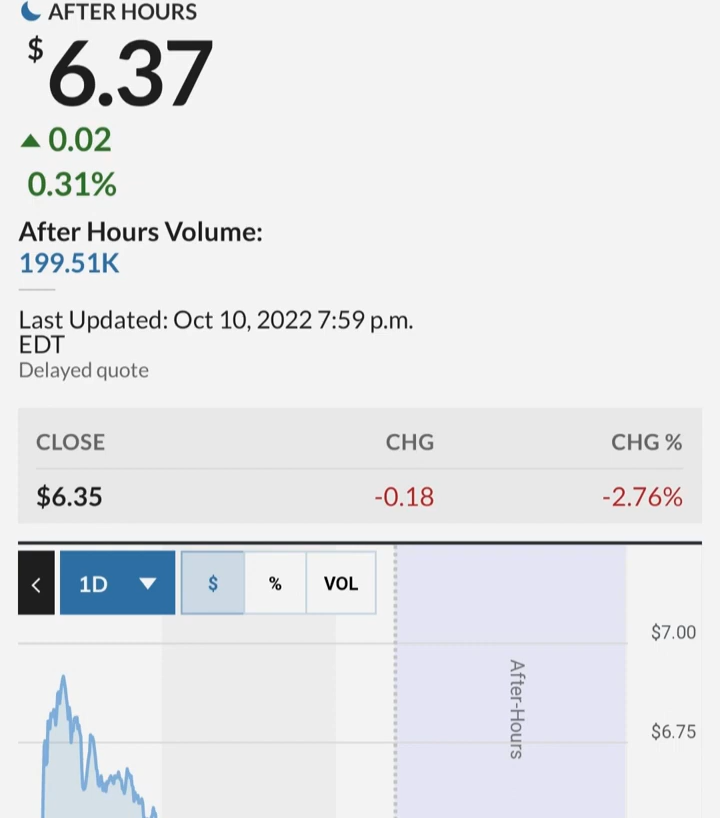 AFTER HOURS
$6.37
0.02
0.31%
After Hours Volume:
199.51K
Last Updated: Oct 10, 2022 7:59 p.m.
EDT
Delayed quote
CLOSE CHG CHG %
$6.35 -0.18 -2.76%
1D $ % VOL
$7.00
After-Hours
$6.75